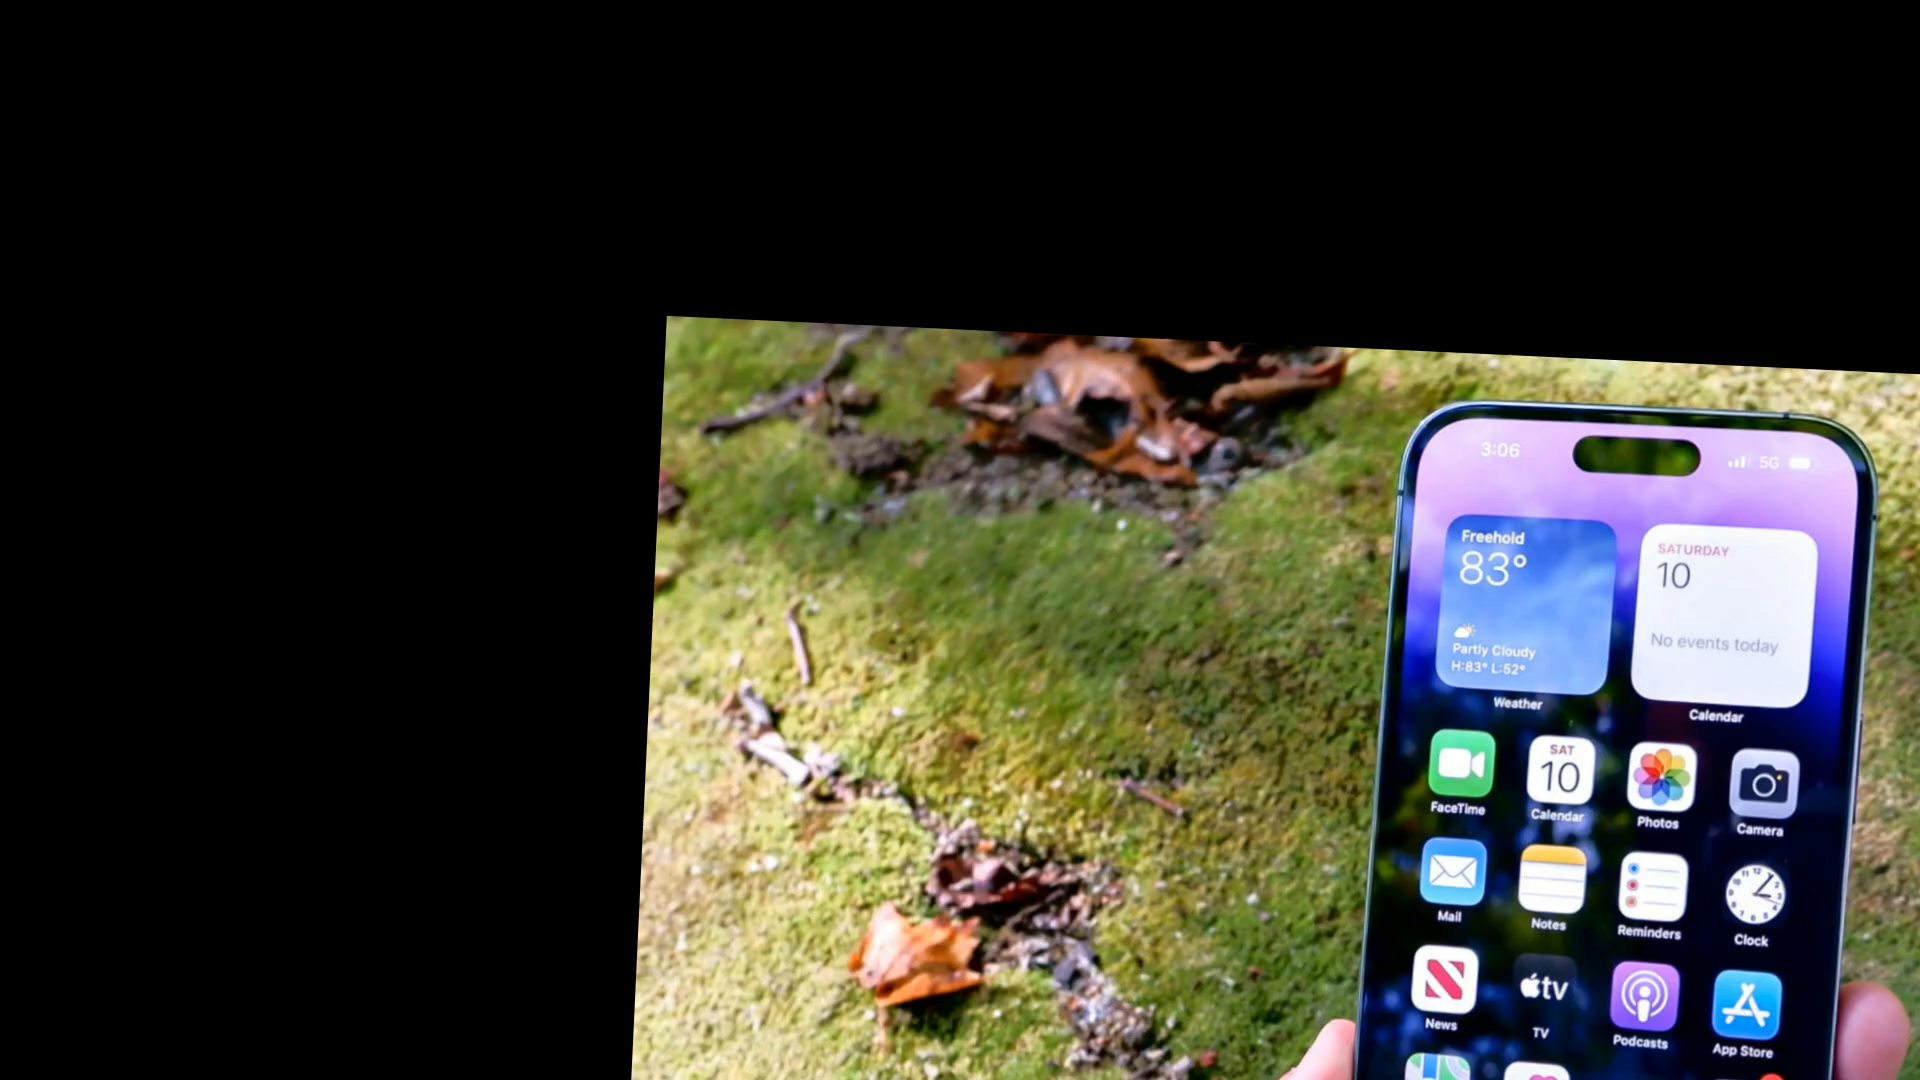 3:06 5G
Freehold
83°
Partly Cloudy
H:83° L:52°
Weather
SATURDAY
10
No events today
Calendar
FaceTime
SAT
10
Calendar
Photos
Camera
Mail
Notes
Reminders
Clock
News
tv
TV
Podcasts
App Store